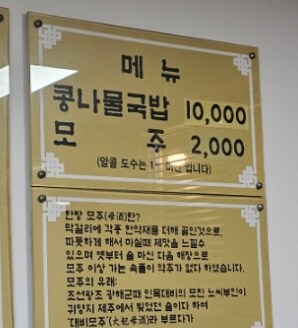 메 뉴
콩나물국밥 10,000
모 주 2,000
(알콜 도수는 미만 입니다)
한방 모주(母酒)란?
막걸리에 각종 한약재를 더해 끓인것으로,
따뜻하게 해서 마실때 제맛을 느낄수
있으며 옛부터 술 마신 다음 해장으로
모주 이상 가는 속풀이 약주가 없다 하였습니다.
모주의 유래:
조선왕조 광해군때 인목대비의 모친 노씨부인이
귀양지 제주에서 빚었던 술이다 하여
'대비모주'(大妃母酒)라 부르다가